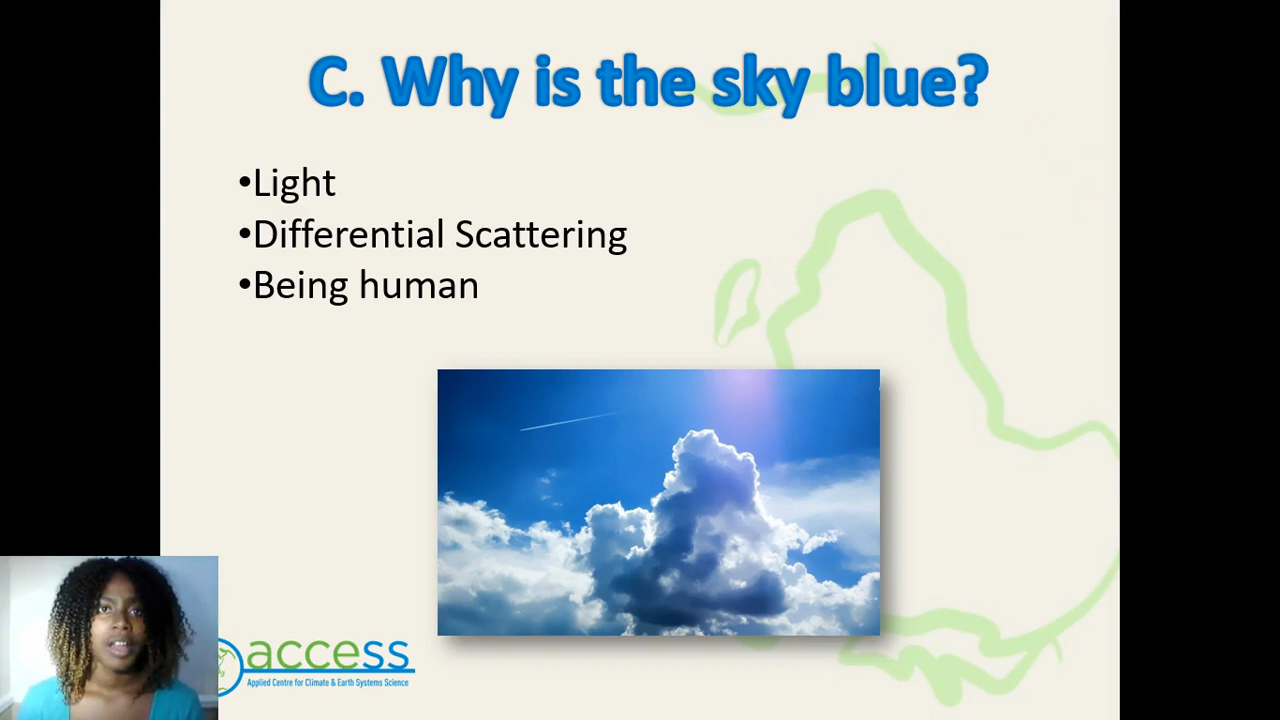 C. Why is the sky blue?
•Light
•Differential Scattering
•Being human
access
Applied Centre for Climate & Earth Systems Science